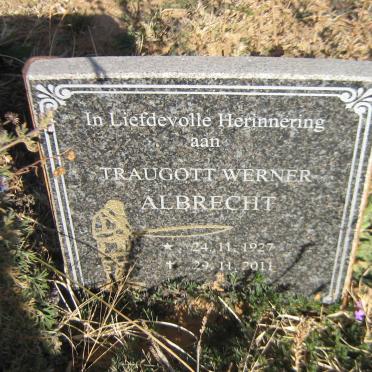 In Liefdevolle Herinnering
aan
TRAUGOTT WERNER
ALBRECHT
★ 24. 11. 1927
✝ 29. 11. 2011